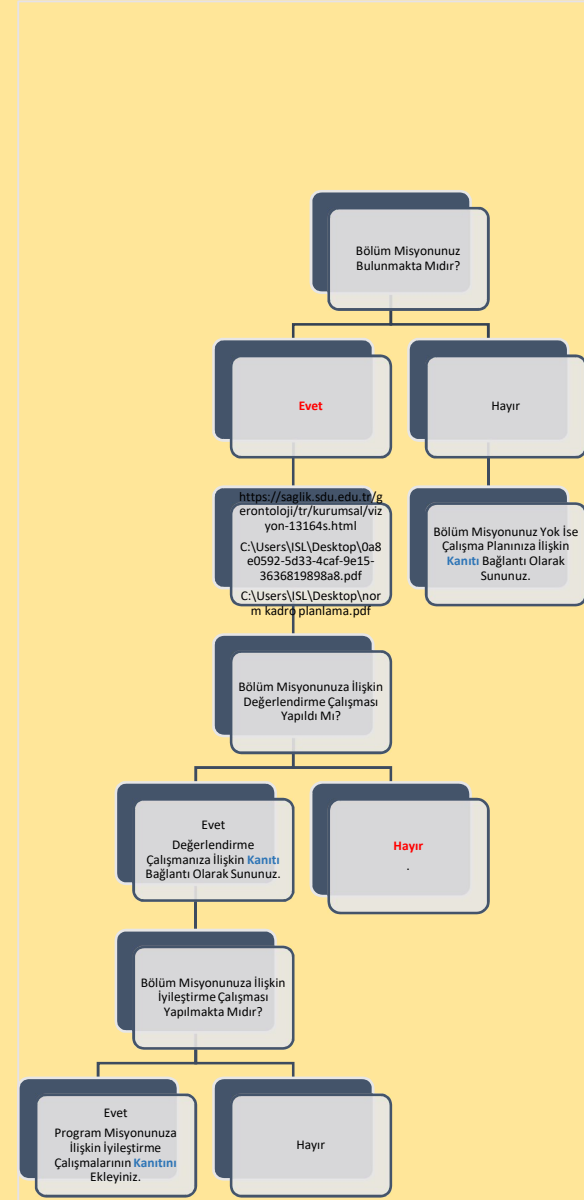 Bölüm Misyonunuz
Bulunmakta Mıdır?
Evet
Hayır
https://saglik.sdu.edu.tr/g
erontoloji/tr/kurumsal/viz
yon-13164s.html
C:\Users\ISL\Desktop\0a8
e0592-5d33-4caf-9e15-
3636819898a8.pdf
C:\Users\ISL\Desktop\nor
m kadro planlama.pdf
Bölüm Misyonunuz Yok İse
Çalışma Planınıza İlişkin
Kanıtı Bağlantı Olarak
Sununuz.
Bölüm Misyonunuza İlişkin
Değerlendirme Çalışması
Yapıldı Mı?
Evet
Değerlendirme
Çalışmanıza İlişkin Kanıtı
Bağlantı Olarak Sununuz.
Hayır
.
Bölüm Misyonunuza İlişkin
İyileştirme Çalışması
Yapılmakta Mıdır?
Evet
Program Misyonunuza
İlişkin İyileştirme
Çalışmalarının Kanıtını
Ekleyiniz.
Hayır